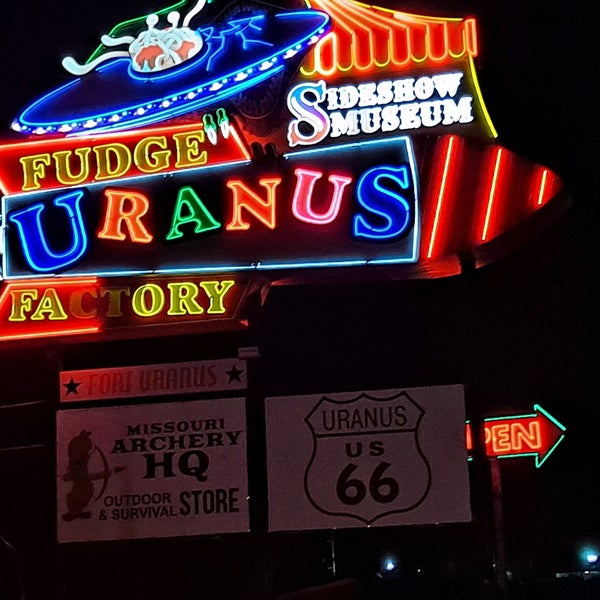 SIDESHOW
MUSEUM
FUDGE
URANUS
FACTORY
★ FORT URANUS ★
MISSOURI
ARCHERY
HQ
OUTDOOR
& SURVIVAL STORE
URANUS
US
66
PEN